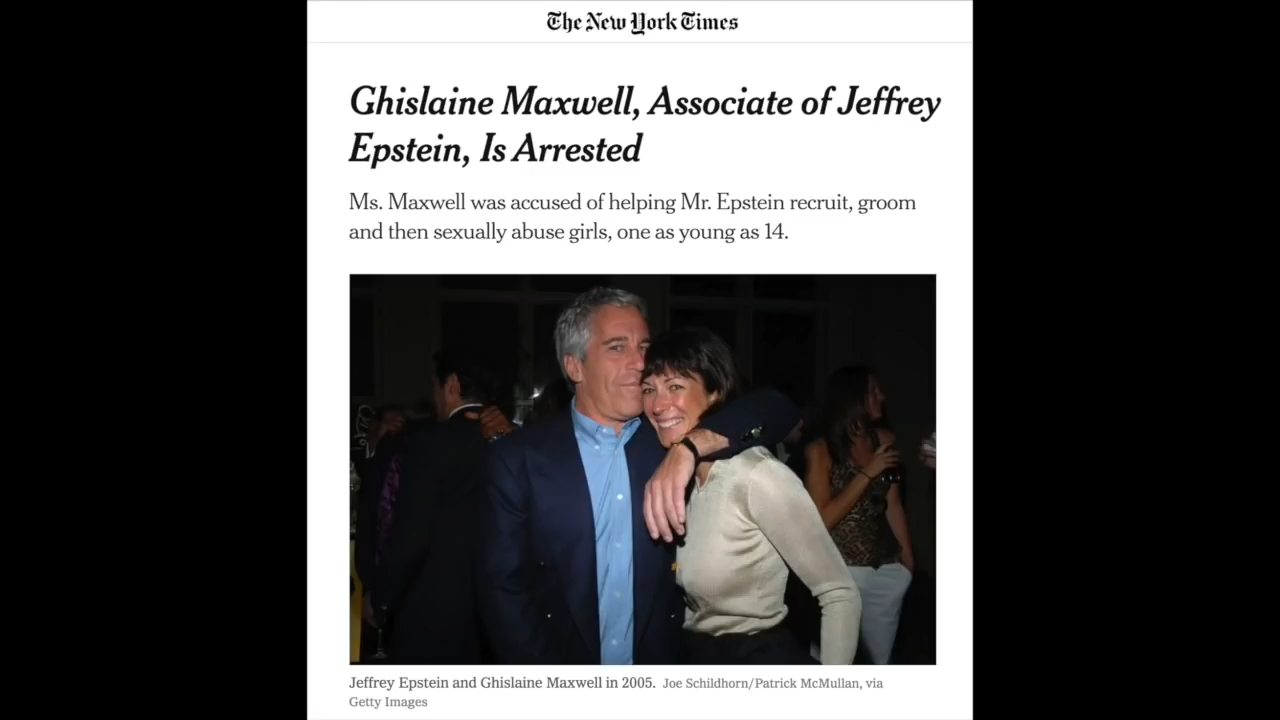 The New York Times
Ghislaine Maxwell, Associate of Jeffrey
Epstein, Is Arrested
Ms. Maxwell was accused of helping Mr. Epstein recruit, groom
and then sexually abuse girls, one as young as 14.
Jeffrey Epstein and Ghislaine Maxwell in 2005. Joe Schildhorn/Patrick McMullan, via
Getty Images